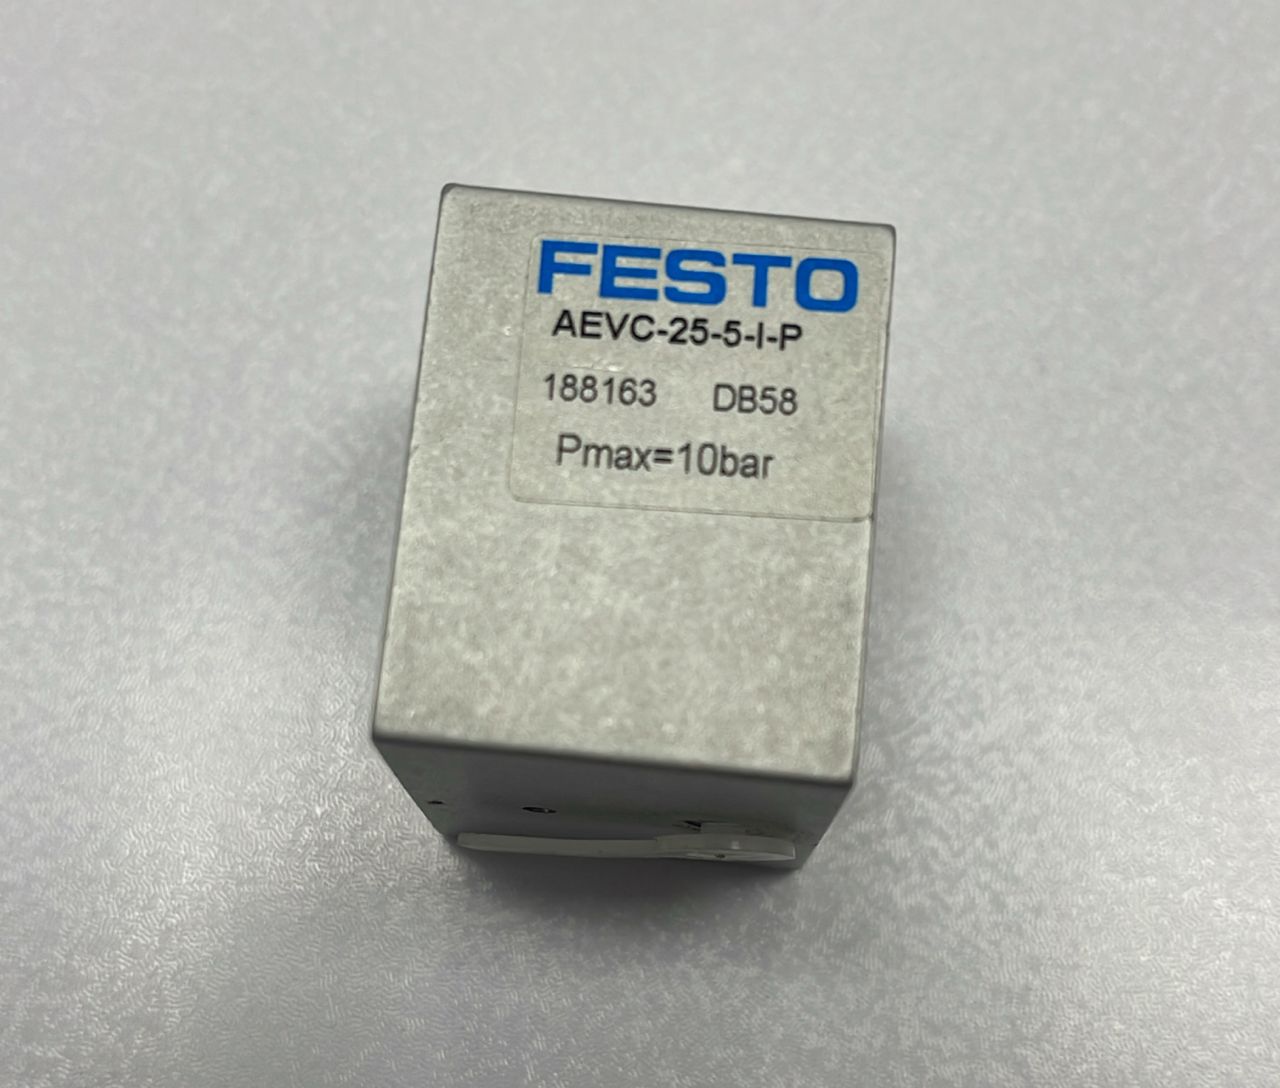 FESTO
AEVC-25-5-I-P
188163 DB58
Pmax=10bar